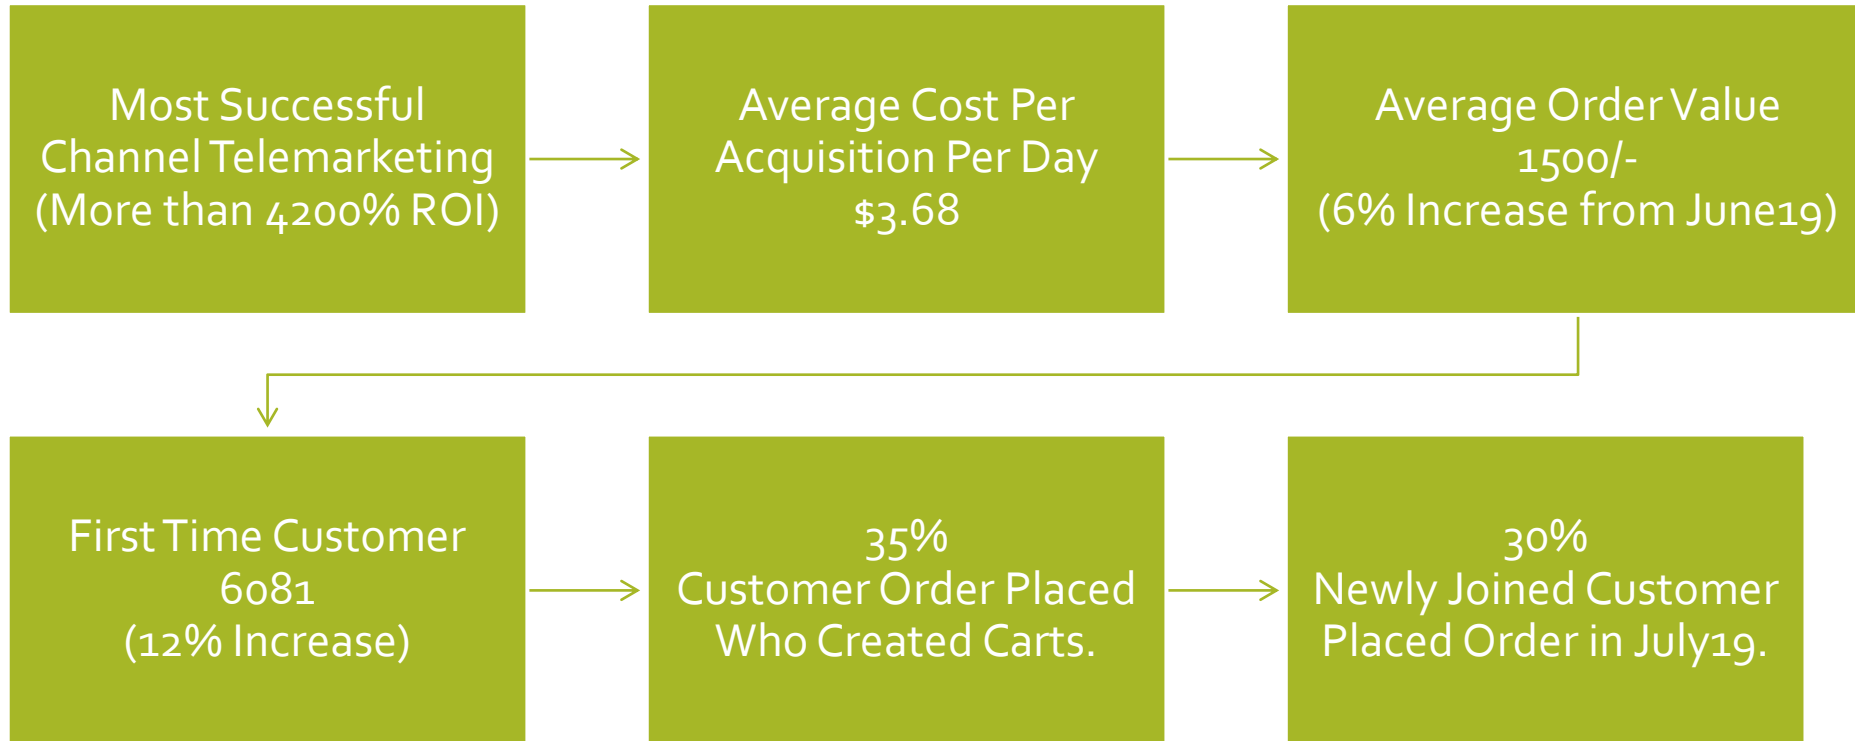 Most Successful
Channel Telemarketing
(More than 4200% ROI)
Average Cost Per
Acquisition Per Day
$3.68
Average Order Value
1500/-
(6% Increase from June19)
First Time Customer
6081
(12% Increase)
35%
Customer Order Placed
Who Created Carts.
30%
Newly Joined Customer
Placed Order in July19.